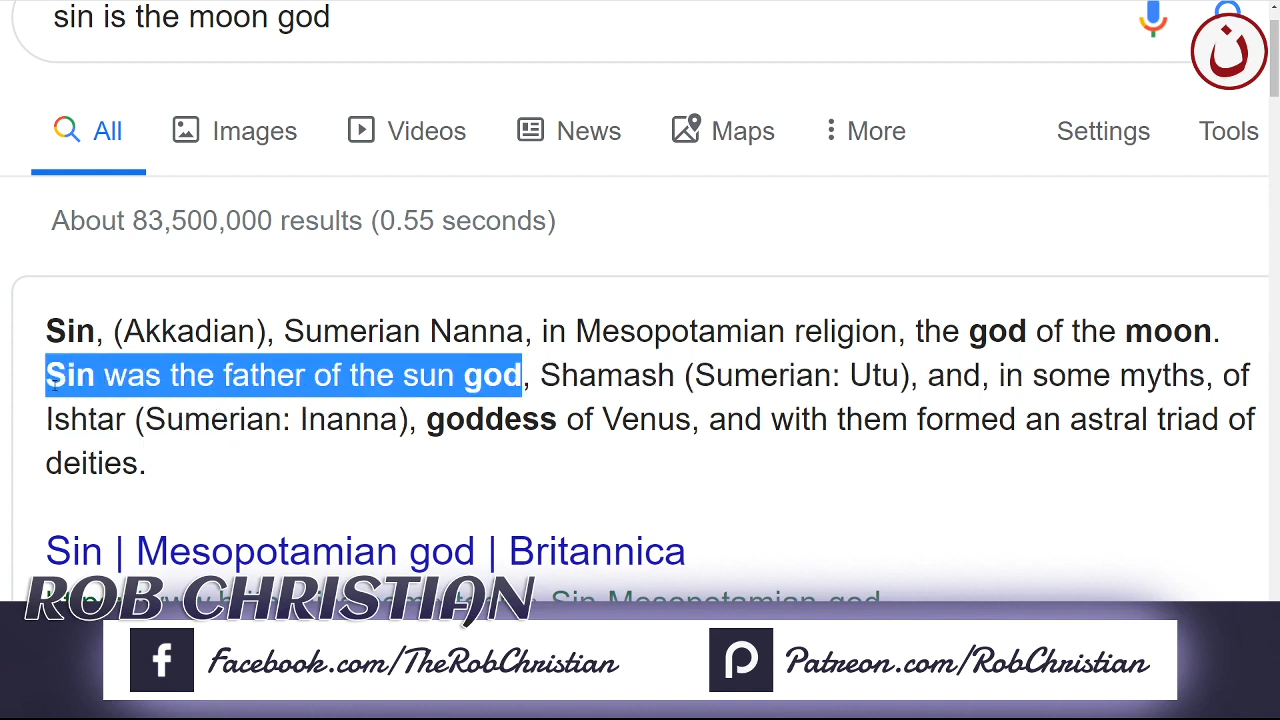 sin is the moon god
ن
All Images Videos News Maps More Settings Tools
About 83,500,000 results (0.55 seconds)
Sin, (Akkadian), Sumerian Nanna, in Mesopotamian religion, the god of the moon.
Sin was the father of the sun god, Shamash (Sumerian: Utu), and, in some myths, of
Ishtar (Sumerian: Inanna), goddess of Venus, and with them formed an astral triad of
deities.
Sin | Mesopotamian god | Britannica
Sin-Mesopotamian-god
ROB CHRISTIAN
f Facebook.com/TheRobChristian Patreon.com/RobChristian